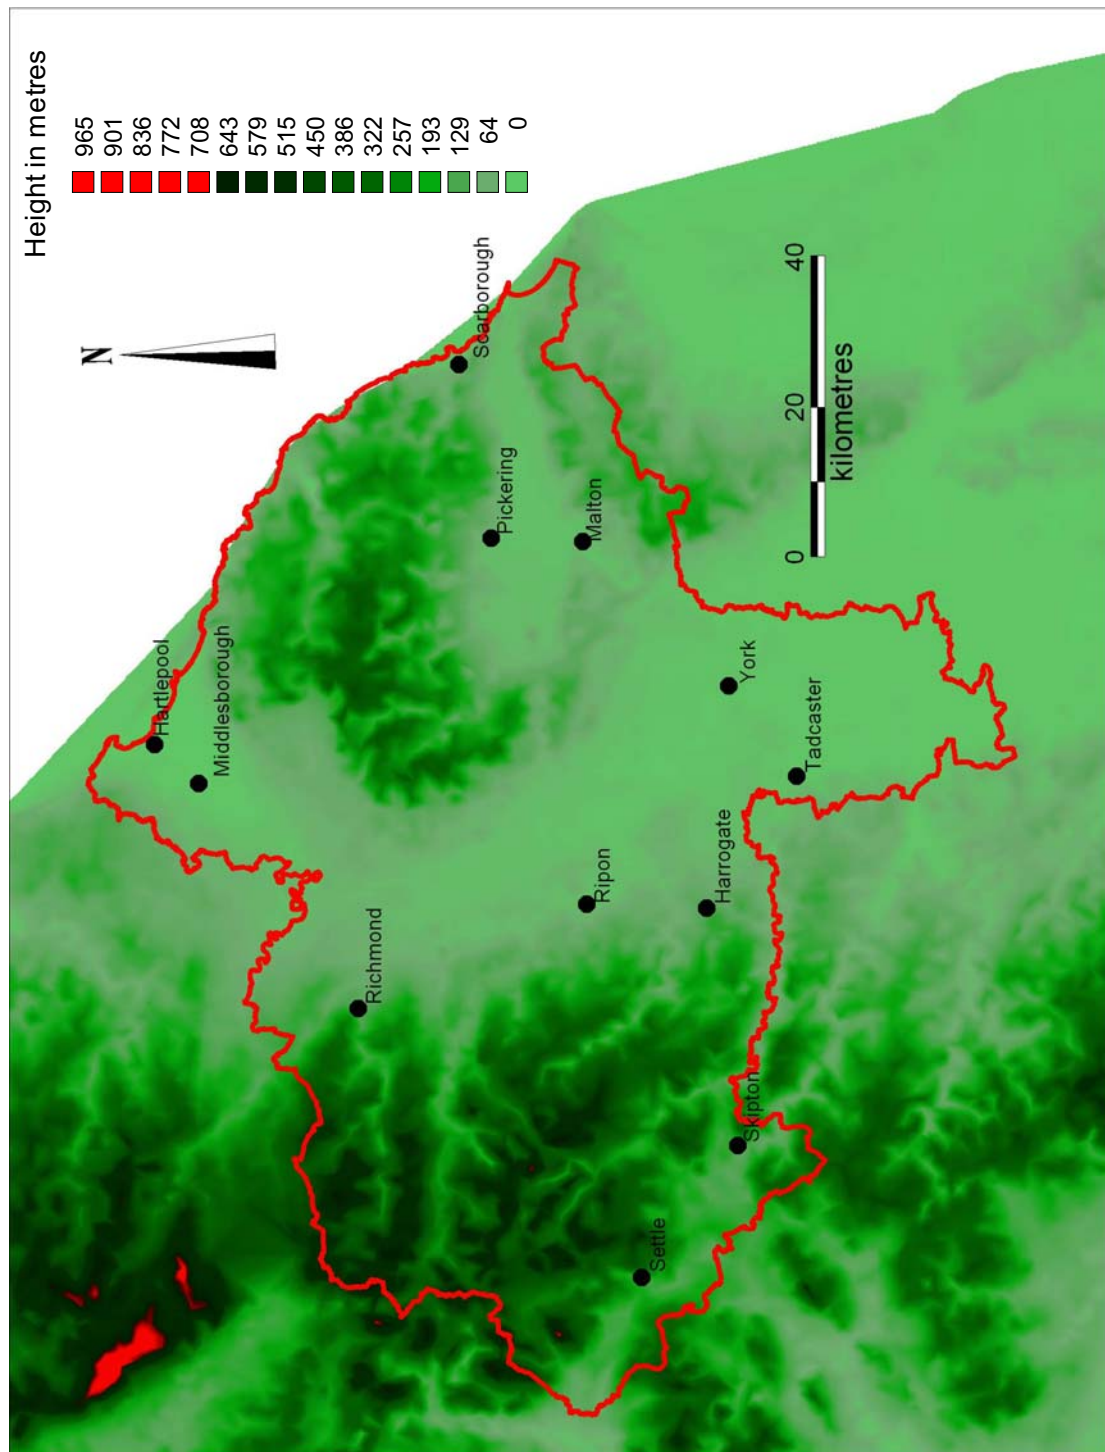 Height in metres
965
901
836
772
708
643
579
515
450
386
322
257
193
129
64
0
N
Hartlepool
Middlesborough
Scarborough
Pickering
Malton
Richmond
Ripon
York
Harrogate
Tadcaster
Settle
Skipton
0
20
40
kilometres